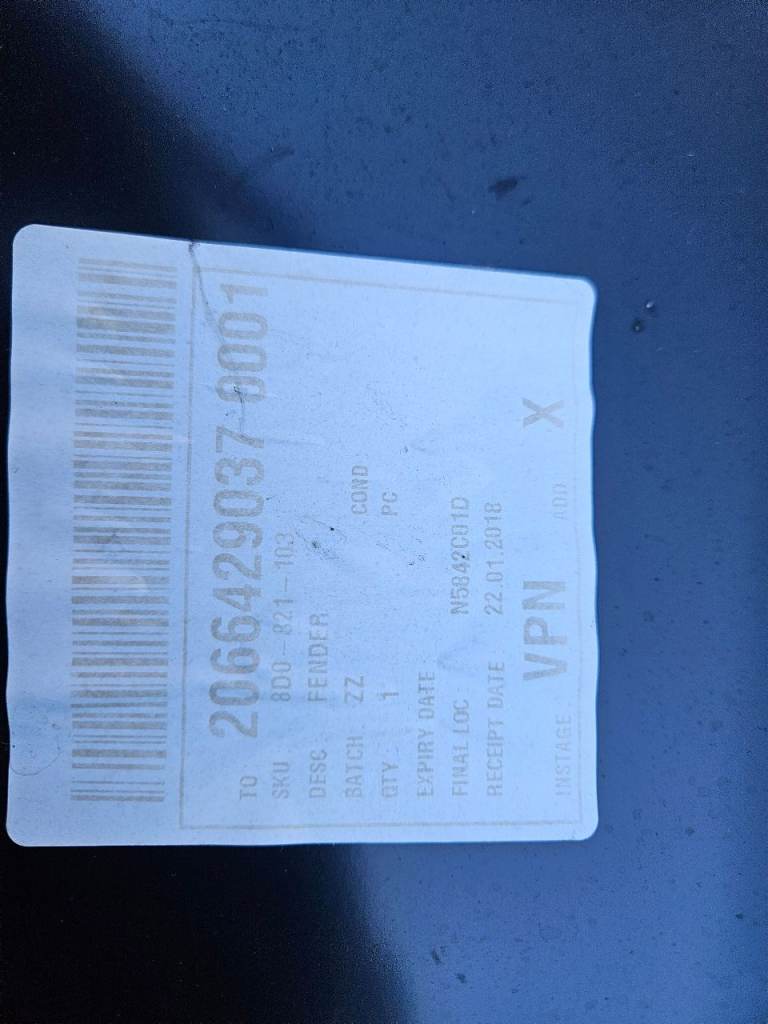 TO 2066429037-0001
SKU 8D0-821-103
DESC FENDER
BATCH ZZ COND
QTY 1 PC
EXPIRY DATE
FINAL LOC N5842C01D
RECEIPT DATE 22.01.2018
INSTAGE VPN ADD X